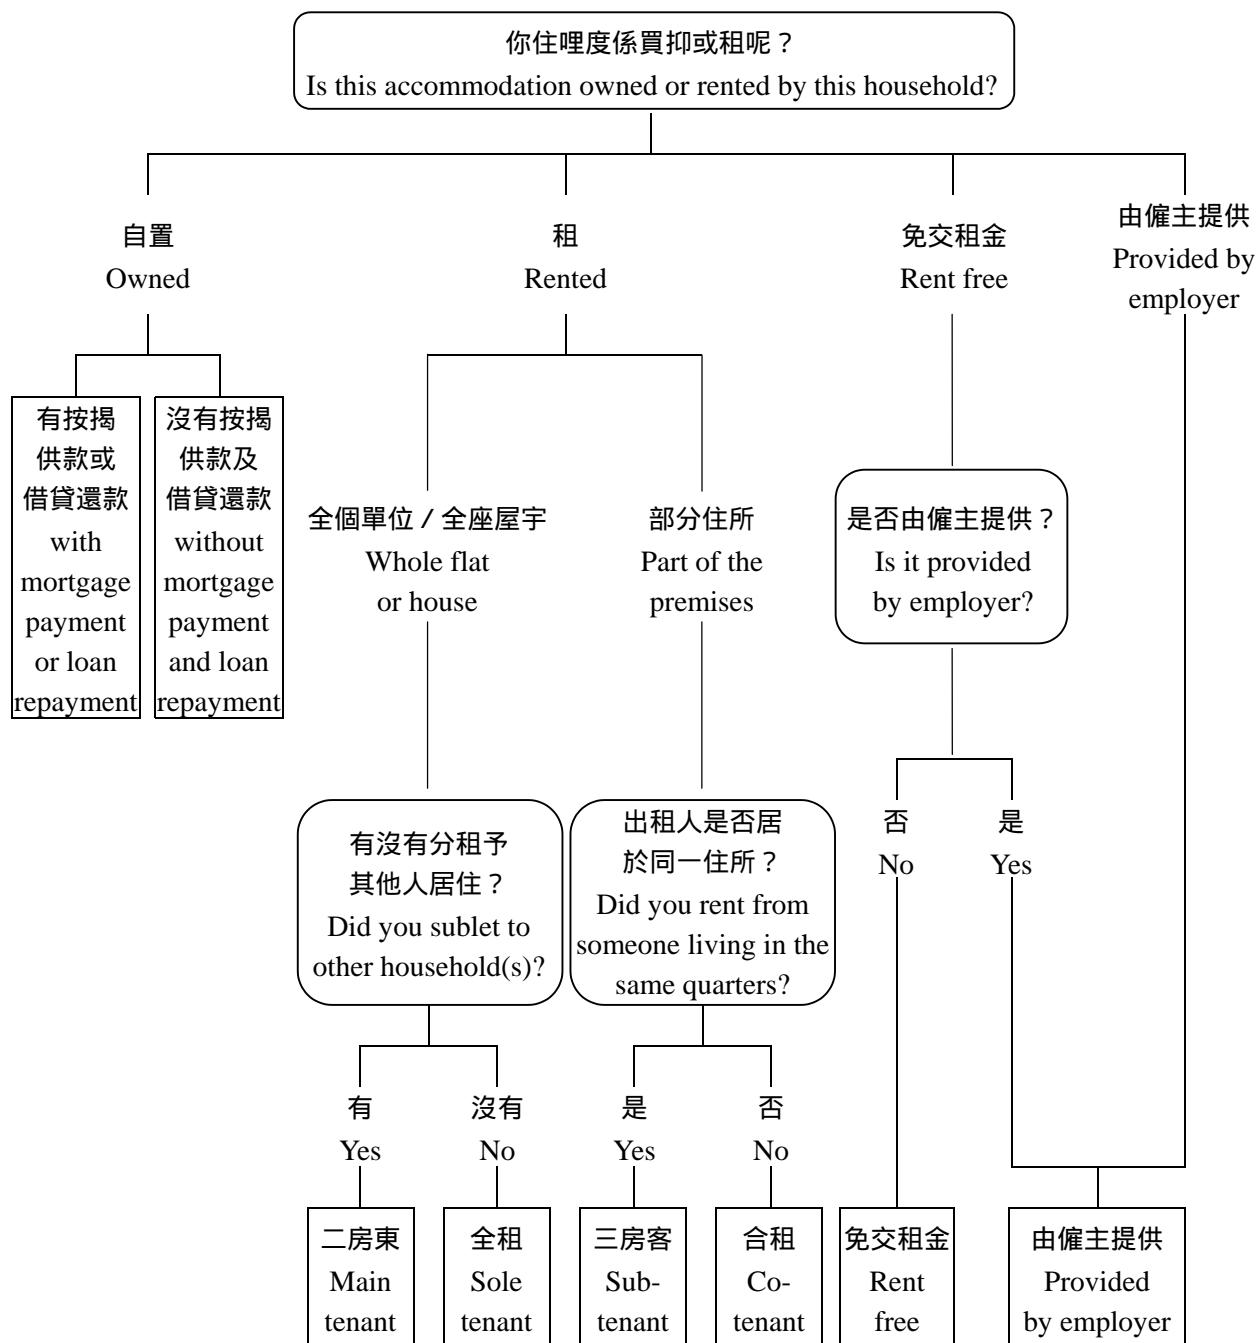 你住哩度係買抑或租呢？
Is this accommodation owned or rented by this household?
自置
Owned
租
Rented
免交租金
Rent free
由僱主提供
Provided by
employer
有按揭
供款或
借貸還款
with
mortgage
payment
or loan
repayment
沒有按揭
供款及
借貸還款
without
mortgage
payment
and loan
repayment
全個單位 / 全座屋宇
Whole flat
or house
部分住所
Part of the
premises
是否由僱主提供？
Is it provided
by employer?
有沒有分租予
其他人居住？
Did you sublet to
other household(s)?
出租人是否居
於同一住所？
Did you rent from
someone living in the
same quarters?
否
No
是
Yes
有
Yes
沒有
No
是
Yes
否
No
二房東
Main
tenant
全租
Sole
tenant
三房客
Sub-
tenant
合租
Co-
tenant
免交租金
Rent
free
由僱主提供
Provided
by employer